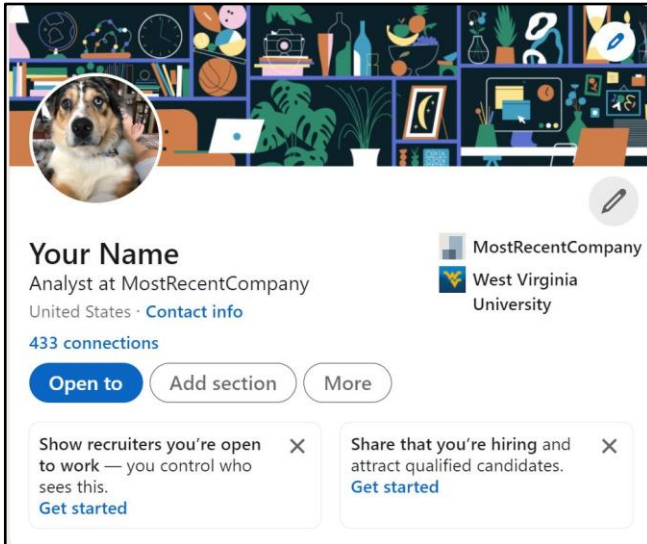 Your Name
Analyst at MostRecentCompany
United States · Contact info
433 connections
MostRecentCompany
West Virginia
University
Open to
Add section
More
Show recruiters you're open
to work — you control who
sees this.
Get started
Share that you're hiring and
attract qualified candidates.
Get started